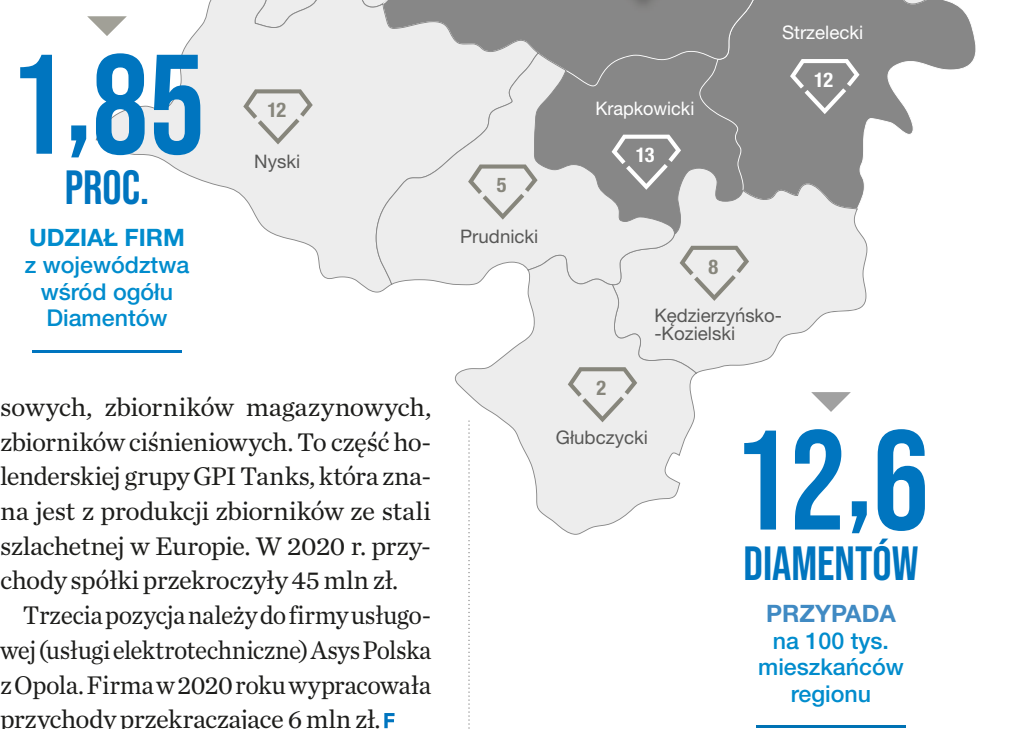 1,85
PROC.
UDZIAŁ FIRM
z województwa
wśród ogółu
Diamentów
Strzelecki
12
Krapkowicki
13
12
Nyski
5
Prudnicki
8
Kędzierzyńsko-
-Kozielski
2
Głubczycki
sowych, zbiorników magazynowych,
zbiorników ciśnieniowych. To część ho-
lenderskiej grupy GPI Tanks, która zna-
na jest z produkcji zbiorników ze stali
szlachetnej w Europie. W 2020 r. przy-
chody spółki przekroczyły 45 mln zł.
Trzecia pozycja należy do firmy usługo-
wej (usługi elektrotechniczne) Asys Polska
z Opola. Firma w 2020 roku wypracowała
przychody przekraczające 6 mln zł. F
12,6
DIAMENTÓW
PRZYPADA
na 100 tys.
mieszkańców
regionu